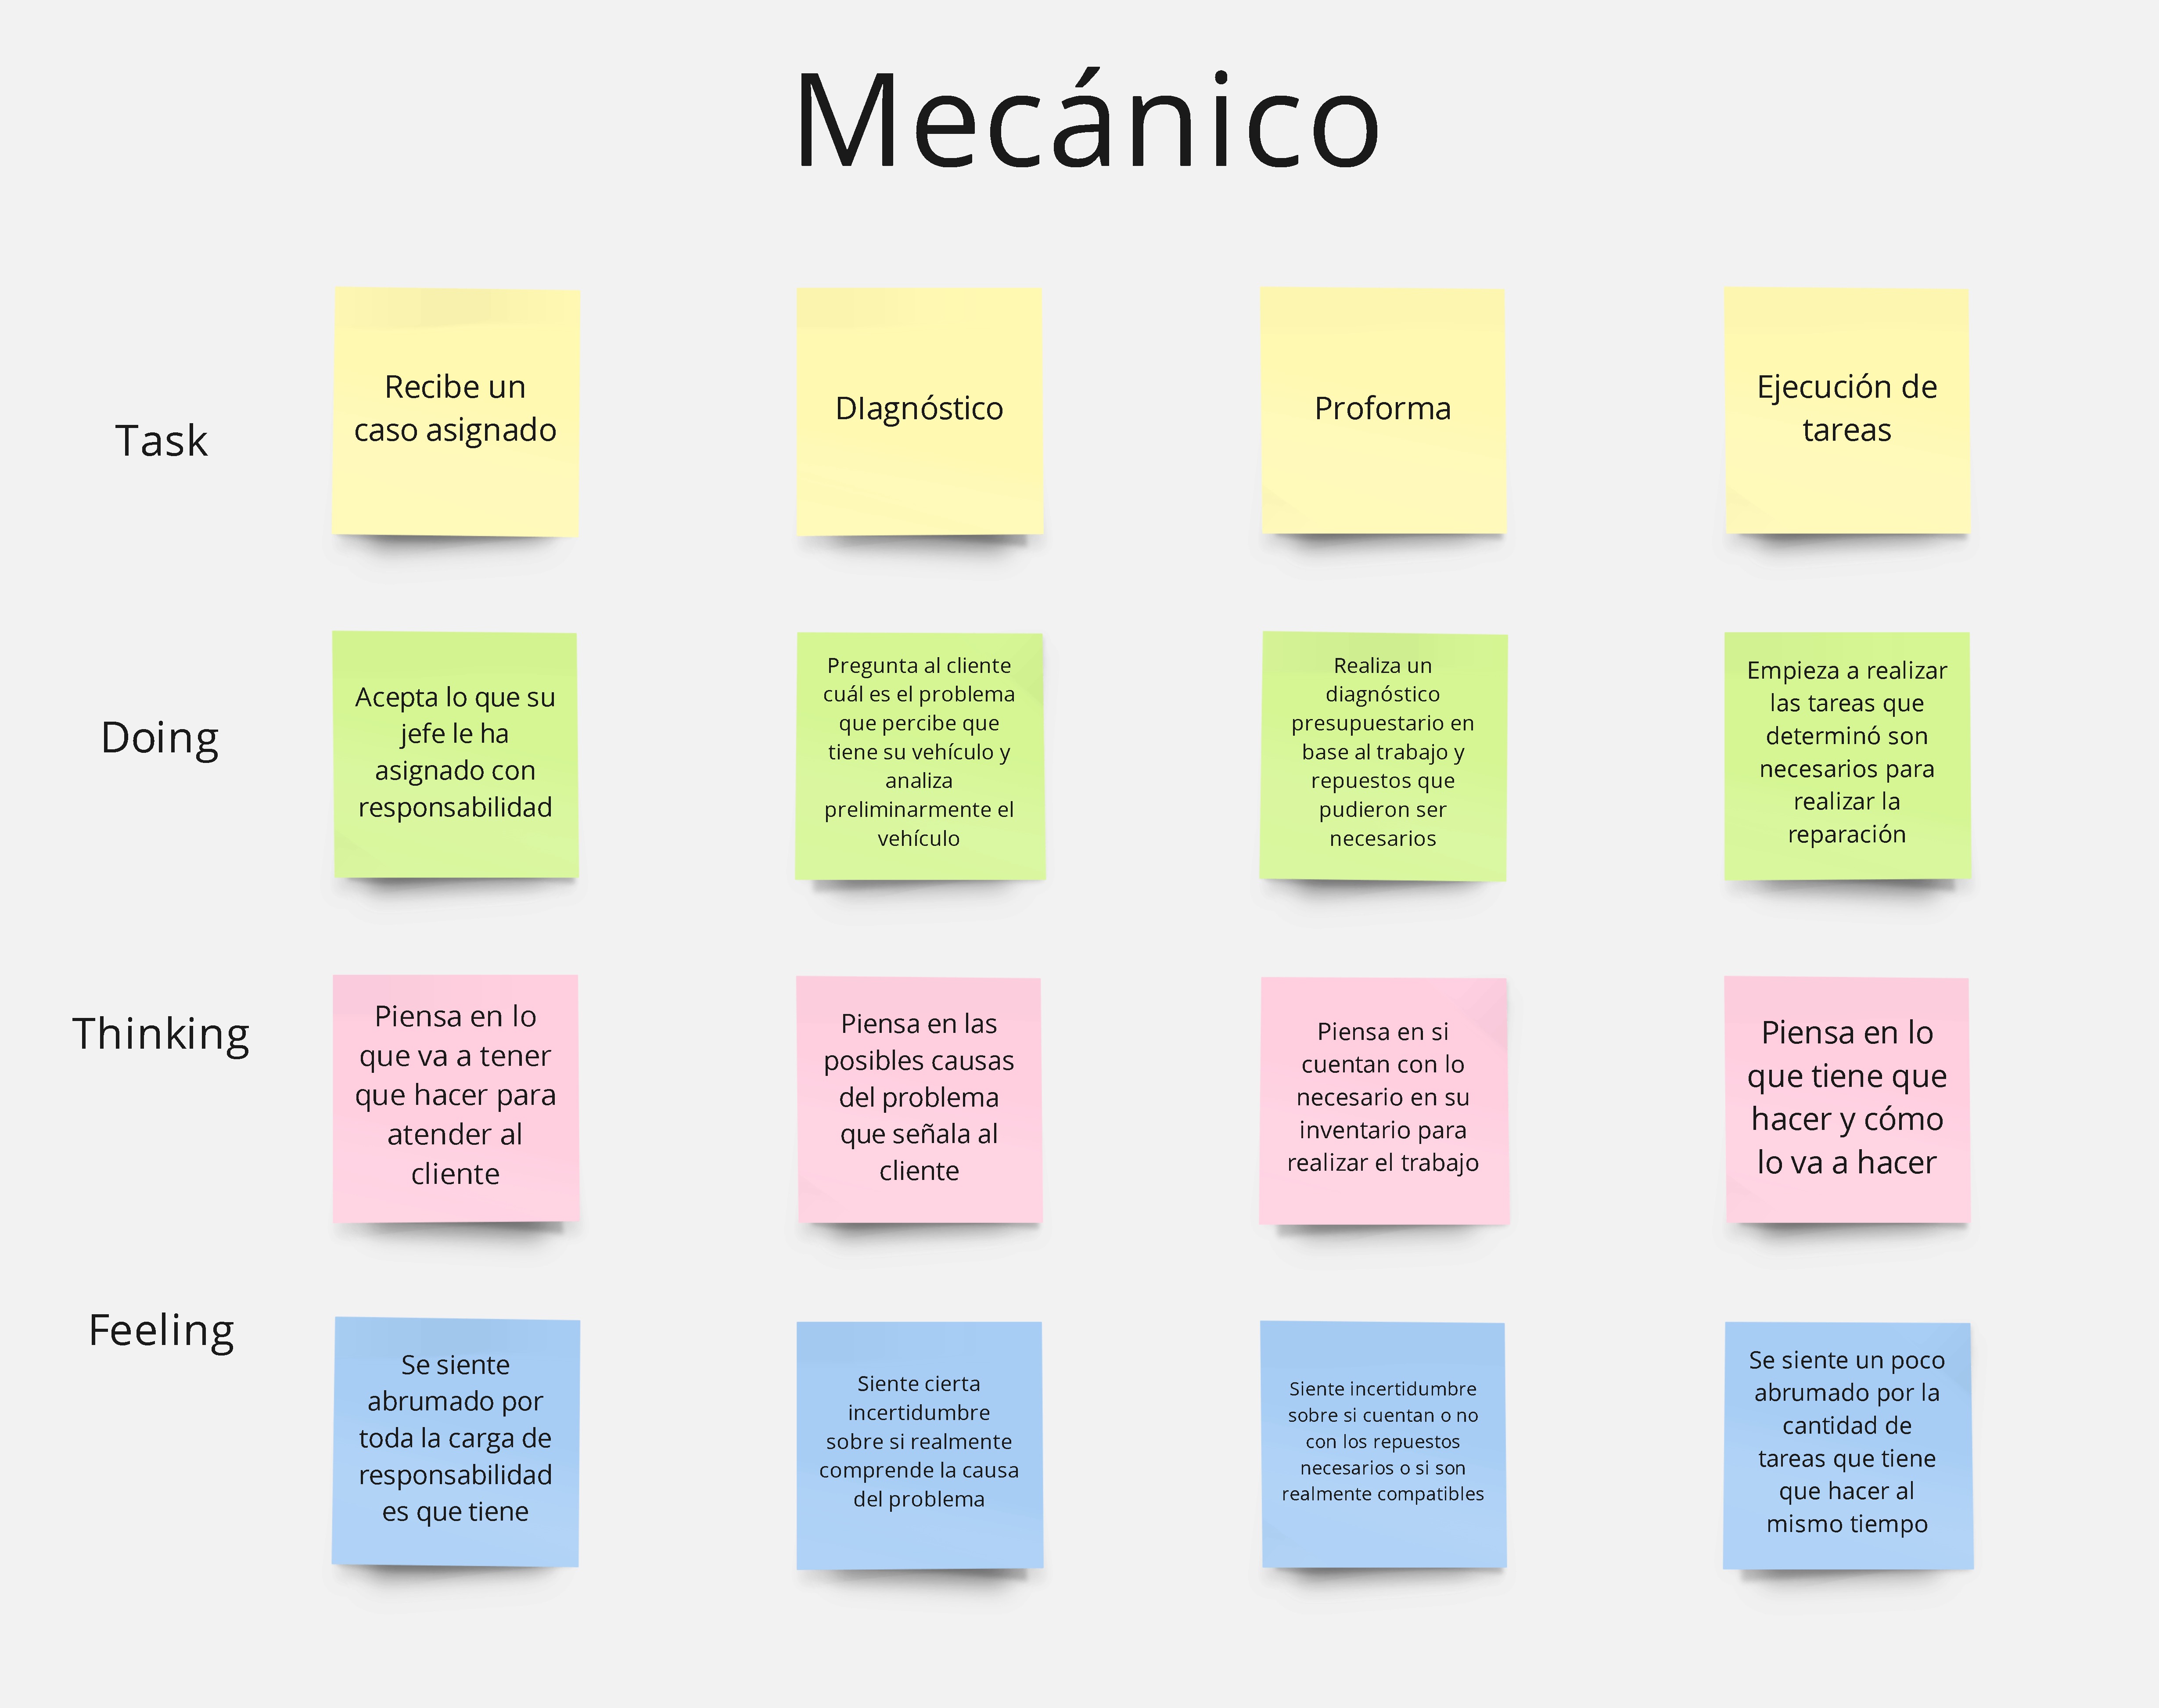 Mecánico
Task
Recibe un
caso asignado
DIagnóstico
Proforma
Ejecución de
tareas
Doing
Acepta lo que su
jefe le ha
asignado con
responsabilidad
Pregunta al cliente
cuál es el problema
que percibe que
tiene su vehículo y
analiza
preliminarmente el
vehículo
Realiza un
diagnóstico
presupuestario en
base al trabajo y
repuestos que
pudieron ser
necesarios
Empieza a realizar
las tareas que
determinó son
necesarios para
realizar la
reparación
Thinking
Piensa en lo
que va a tener
que hacer para
atender al
cliente
Piensa en las
posibles causas
del problema
que señala al
cliente
Piensa en si
cuentan con lo
necesario en su
inventario para
realizar el trabajo
Piensa en lo
que tiene que
hacer y cómo
lo va a hacer
Feeling
Se siente
abrumado por
toda la carga de
responsabilidad
es que tiene
Siente cierta
incertidumbre
sobre si realmente
comprende la causa
del problema
Siente incertidumbre
sobre si cuentan o no
con los repuestos
necesarios o si son
realmente compatibles
Se siente un poco
abrumado por la
cantidad de
tareas que tiene
que hacer al
mismo tiempo